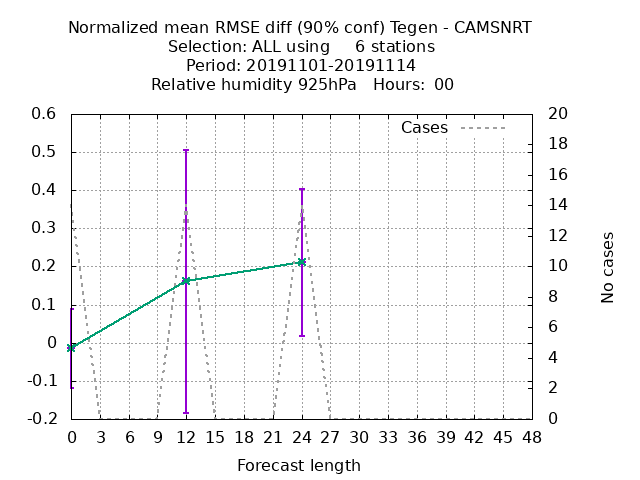 Normalized mean RMSE diff (90% conf) Tegen - CAMSNRT
Selection: ALL using     6 stations
Period: 20191101-20191114
Relative humidity 925hPa   Hours:  00
0.6
0.5
0.4
0.3
0.2
0.1
0
-0.1
-0.2
Cases
20
18
16
14
12
10
8
6
4
2
0
No cases
0 3 6 9 12 15 18 21 24 27 30 33 36 39 42 45 48
Forecast length